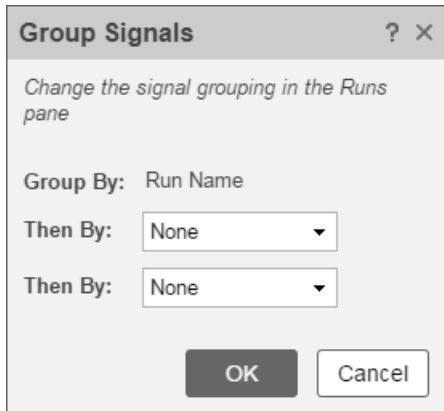 Group Signals ? ×
Change the signal grouping in the Runs
pane
Group By: Run Name
Then By: None
Then By: None
OK Cancel